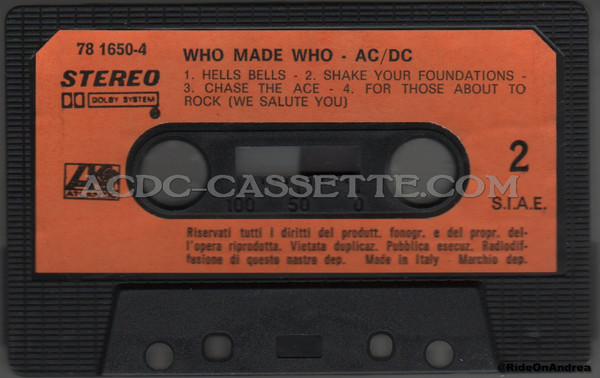 78 1650-4
WHO MADE WHO - AC/DC
STEREO
1. HELLS BELLS - 2. SHAKE YOUR FOUNDATIONS -
3. CHASE THE ACE - 4. FOR THOSE ABOUT TO
ROCK (WE SALUTE YOU)
DOLBY SYSTEM
2
ACDC-CASSETTE.COM
S.I.A.E.
100 50 0
Riservati tutti i diritti del produtt. fonogr. e del propr. del-
l'opera riprodotta. Vietata duplicaz. Pubblica esecuz. Radiodif-
fusione di questo nastro dep. Made in Italy - Marchio dep.
@RideOnAndrea